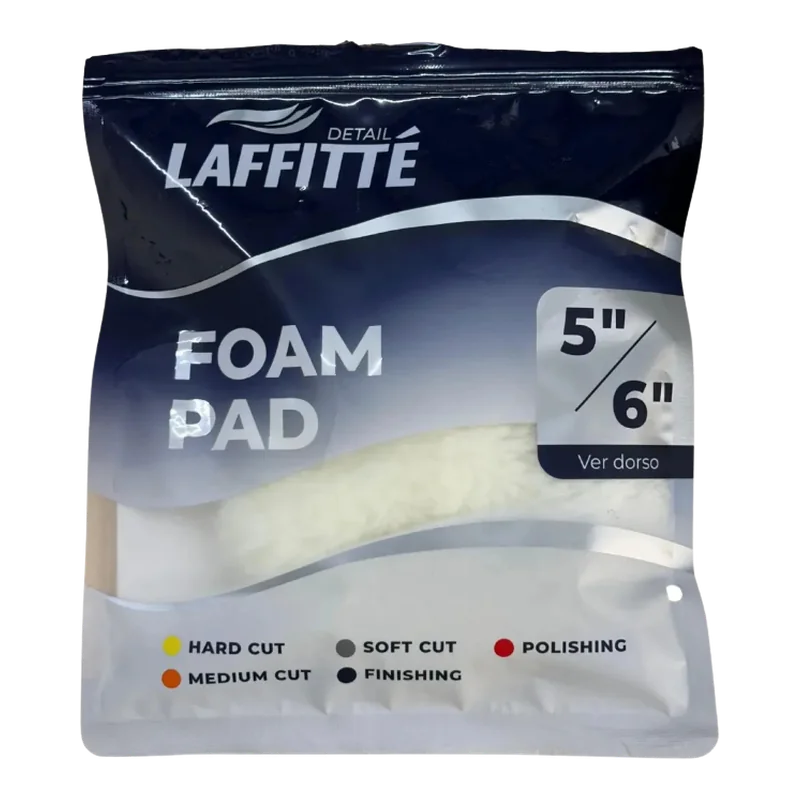 DETAIL
LAFFITTÉ
FOAM
PAD
5"/6"
Ver dorso
HARD CUT
SOFT CUT
POLISHING
MEDIUM CUT
FINISHING